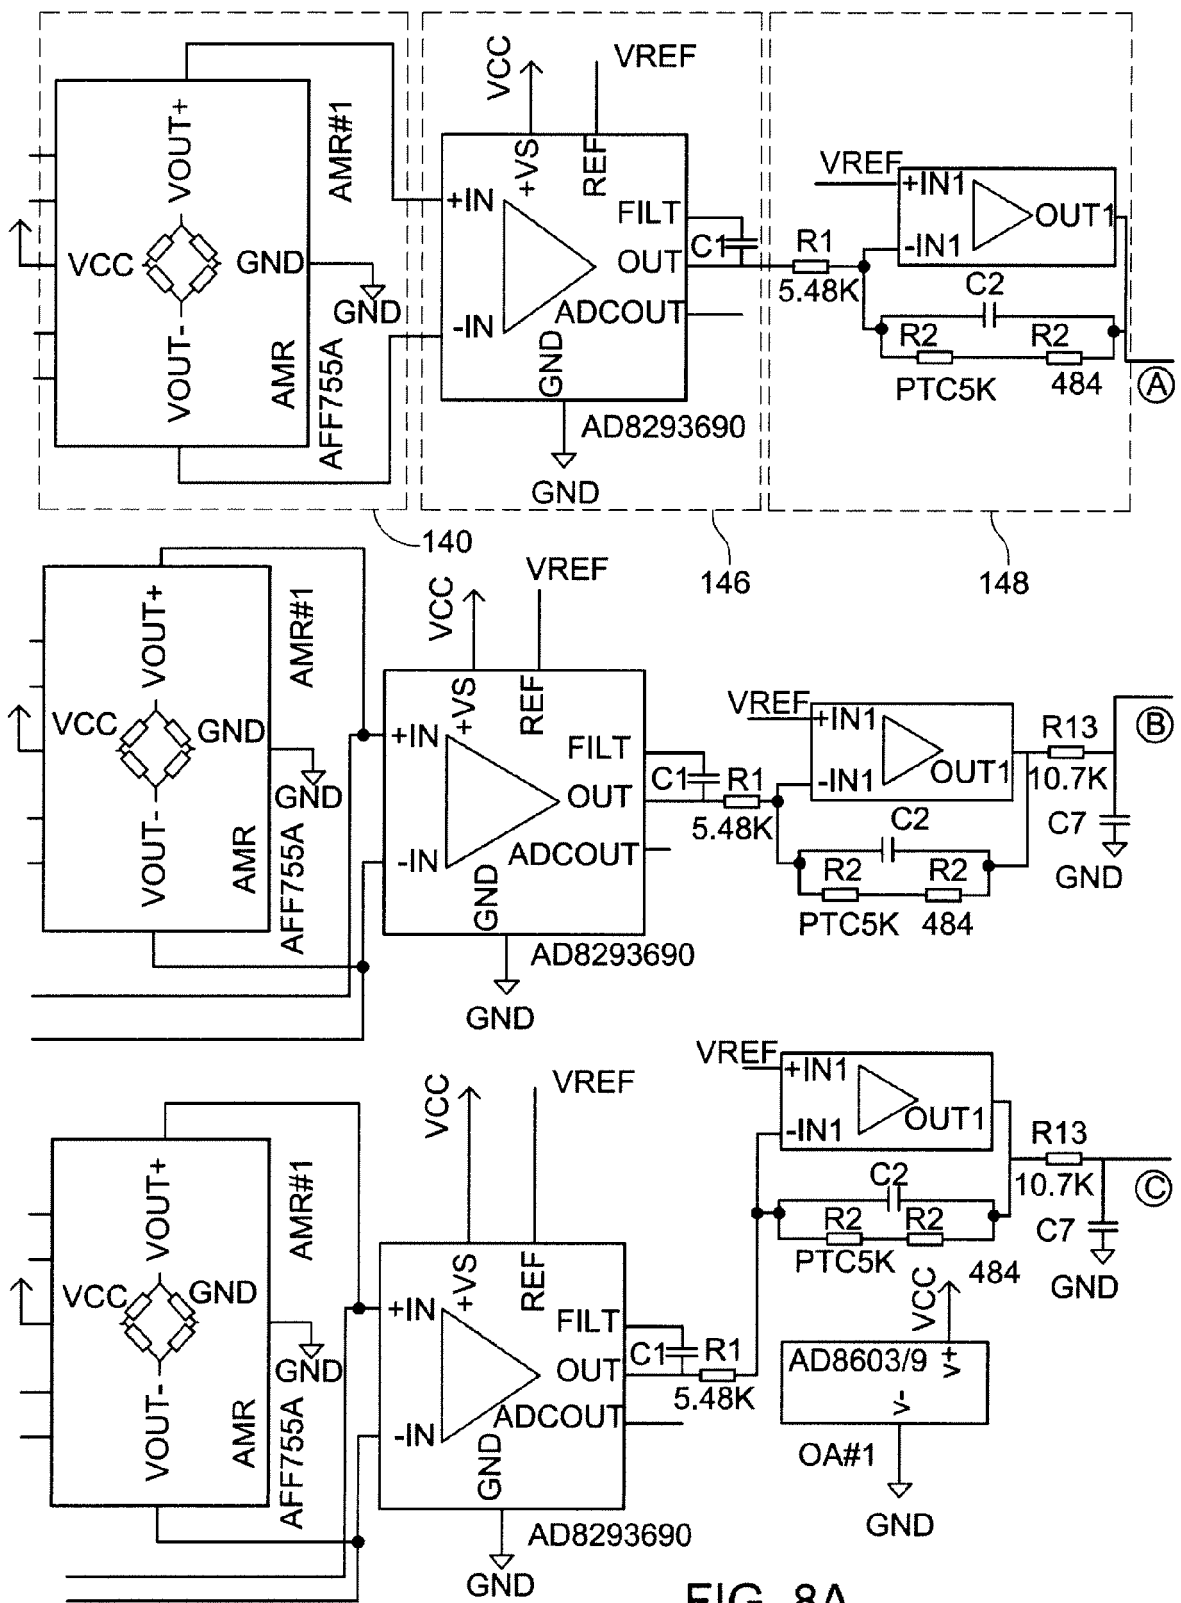 VCC
VREF
VOUT+
AMR#1
+VS
REF
+IN
FILT
C1
R1
VREF
+IN1
OUT1
-IN1
VCC
GND
GND
OUT
5.48K
C2
-IN
ADCOUT
R2
R2
VOUT-
AMR
AFF755A
GND
PTC5K
484
A
AD8293690
GND
140
146
148
VCC
VREF
VOUT+
AMR#1
+VS
REF
VREF
+IN1
OUT1
-IN1
R13
B
VCC
GND
+IN
FILT
C1
R1
10.7K
GND
OUT
5.48K
C2
C7
VOUT-
AMR
AFF755A
-IN
ADCOUT
R2
R2
GND
GND
PTC5K
484
AD8293690
GND
VREF
+IN1
VCC
VREF
OUT1
-IN1
R13
VOUT+
AMR#1
C2
10.7K
C
R2
R2
C7
+VS
REF
PTC5K
484
GND
VCC
GND
+IN
FILT
VCC
C1
R1
GND
OUT
5.48K
AD8603/9
V+
V-
VOUT-
AMR
AFF755A
-IN
ADCOUT
GND
OA#1
AD8293690
GND
GND
FIG. 8A